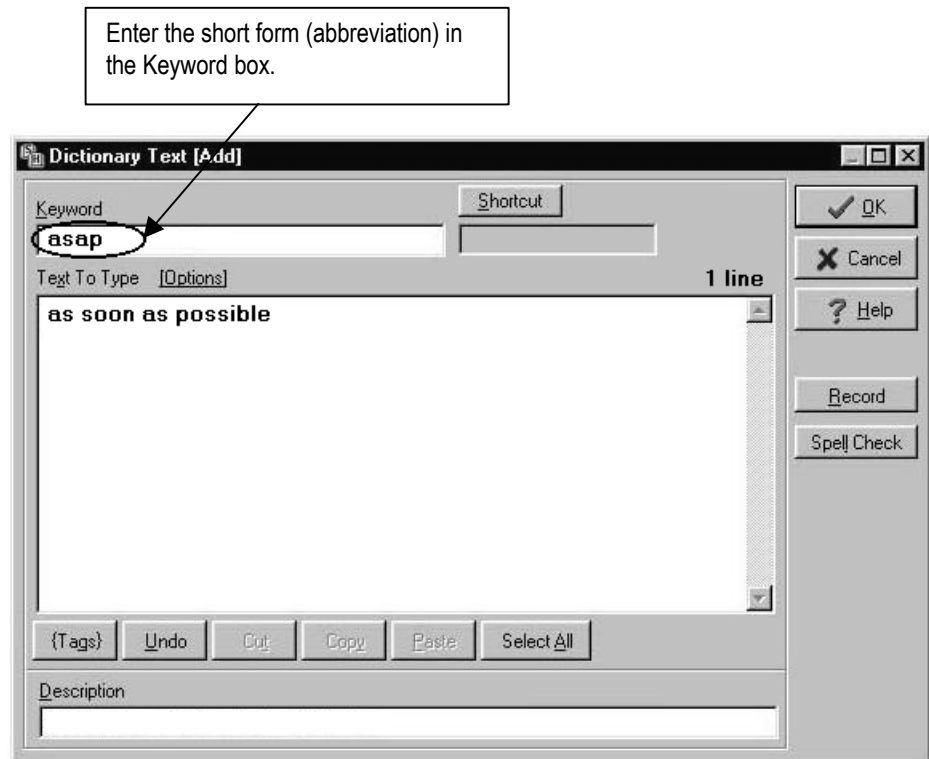 Enter the short form (abbreviation) in
the Keyword box.
Dictionary Text [Add]
Keyword
Shortcut
OK
asap
Cancel
Text To Type [Options]
1 line
as soon as possible
Help
Record
Spell Check
{Tags} Undo Cut Copy Paste Select All
Description